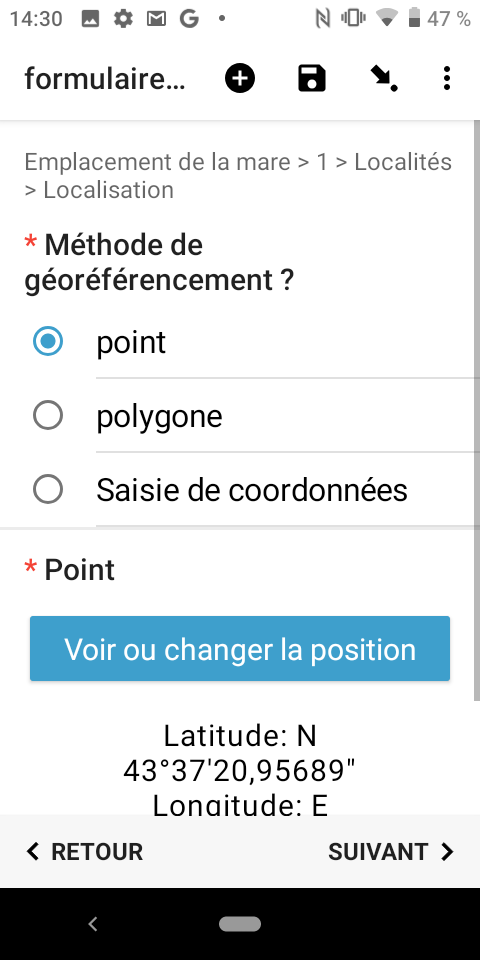 14:30
47 %
formulaire...
Emplacement de la mare > 1 > Localités
> Localisation
* Méthode de
géoréférencement ?
point
polygone
Saisie de coordonnées
* Point
Voir ou changer la position
Latitude: N
43°37'20,95689"
Longitude: E
RETOUR
SUIVANT